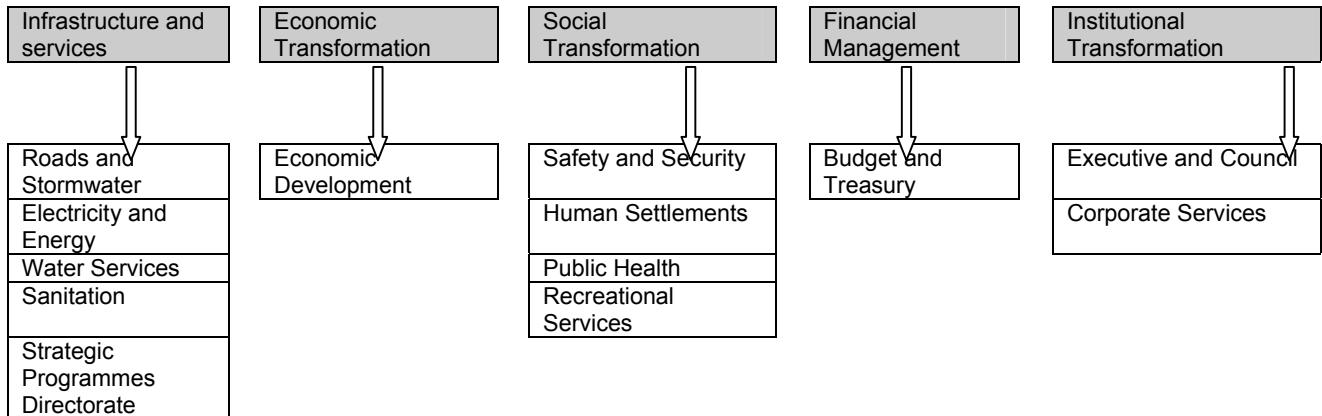 Infrastructure and
services
Economic
Transformation
Social
Transformation
Financial
Management
Institutional
Transformation
Roads and
Stormwater
Electricity and
Energy
Water Services
Sanitation
Strategic
Programmes
Directorate
Economic
Development
Safety and Security
Human Settlements
Public Health
Recreational
Services
Budget and
Treasury
Executive and Council
Corporate Services